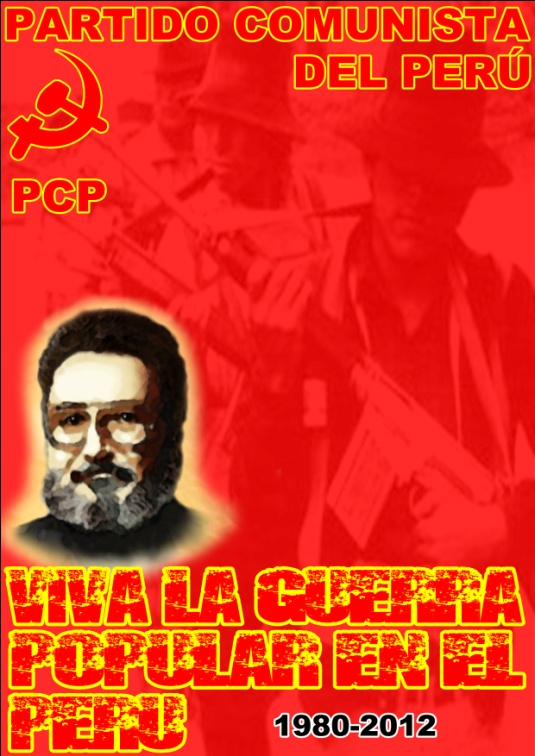 PARTIDO COMUNISTA
DEL PERÚ
PCP
VIVA LA GUERRA
POPULAR EN EL
PERU
1980-2012